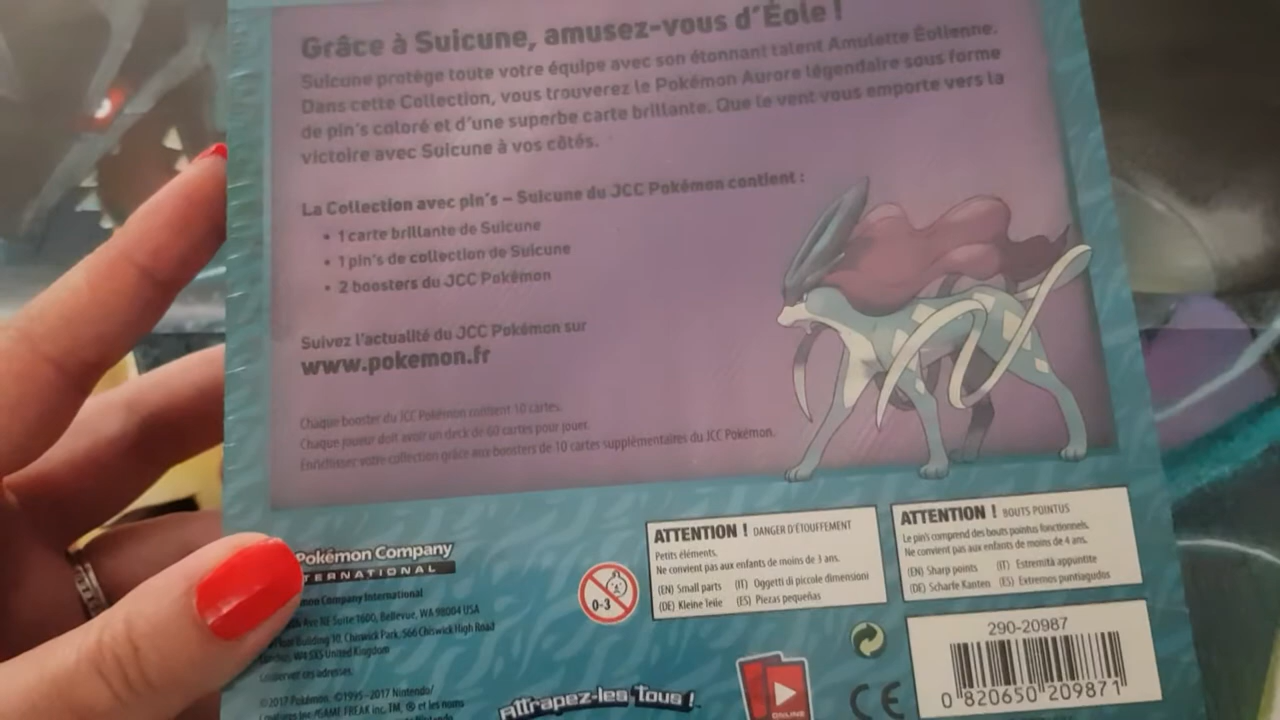 Grâce à Suicune, amusez-vous d'Éole !
Suicune protège toute votre équipe avec son étonnant talent Amulette Éolienne.
Dans cette Collection, vous trouverez le Pokémon Aurore légendaire sous forme
de pin's coloré et d'une superbe carte brillante. Que le vent vous emporte vers la
victoire avec Suicune à vos côtés.
La Collection avec pin's – Suicune du JCC Pokémon contient :
• 1 carte brillante de Suicune
• 1 pin's de collection de Suicune
• 2 boosters du JCC Pokémon
Suivez l'actualité du JCC Pokémon sur
www.pokemon.fr
Chaque booster du JCC Pokémon contient 10 cartes.
Chaque joueur doit avoir un deck de 60 cartes pour jouer.
Enrichissez votre collection grâce aux boosters de 10 cartes supplémentaires du JCC Pokémon.
Pokémon Company
TERNATIONAL
Company International
Ave NE Suite 1600, Bellevue, WA 98004 USA
Building 10, Chiswick Park, 566 Chiswick High Road
W4 5XS United Kingdom
ces adresses.
©2017 Pokémon. ©1995–2017 Nintendo/
GAME FREAK inc. TM, ® et les noms
0-3
ATTENTION ! DANGER D'ÉTOUFFEMENT
Petits éléments.
Ne convient pas aux enfants de moins de 3 ans.
(EN) Small parts (IT) Oggetti di piccole dimensioni
(DE) Kleine Teile (ES) Piezas pequeñas
ATTENTION ! BOUTS POINTUS
Le pin's comprend des bouts pointus fonctionnels.
Ne convient pas aux enfants de moins de 4 ans.
(EN) Sharp points (IT) Estremità appuntite
(DE) Scharfe Kanten (ES) Extremos puntiagudos
Attrapez-les Tous !
ONLINE
CE
290-20987
0 820650 209871